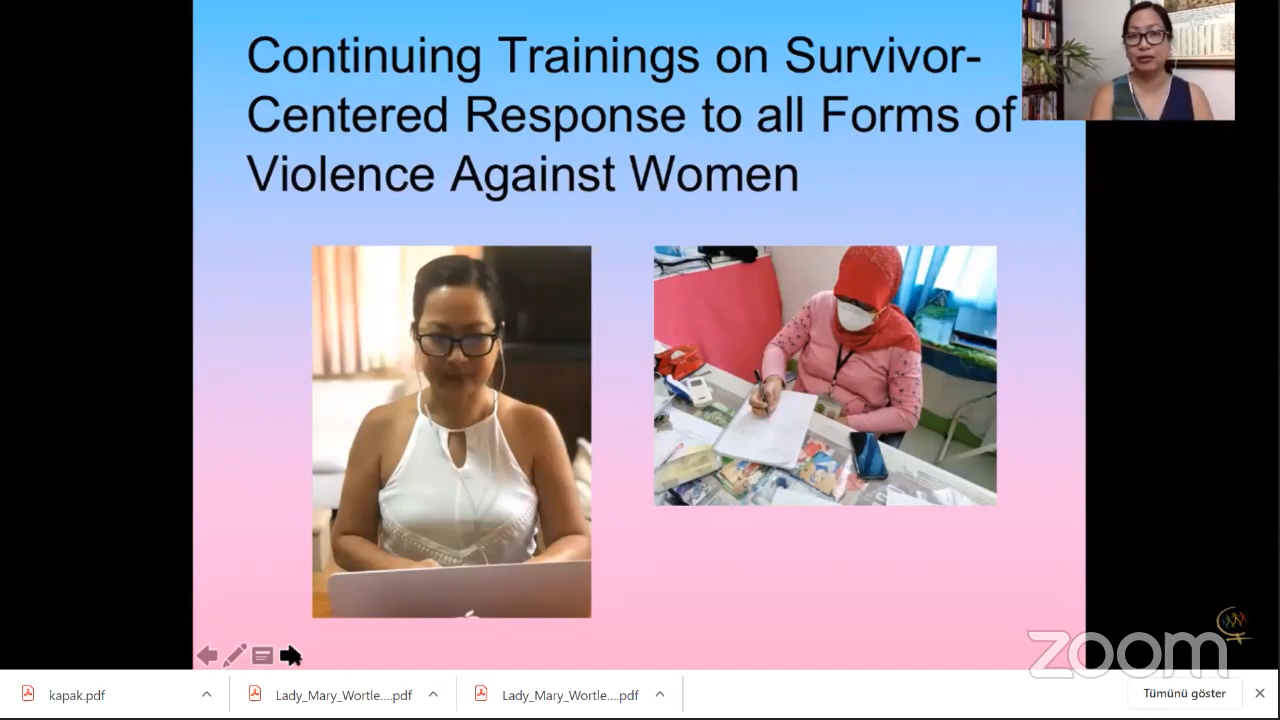 Continuing Trainings on Survivor-
Centered Response to all Forms of
Violence Against Women
zoom
kapak.pdf
Lady_Mary_Wortle....pdf
Lady_Mary_Wortle....pdf
Tümünü göster